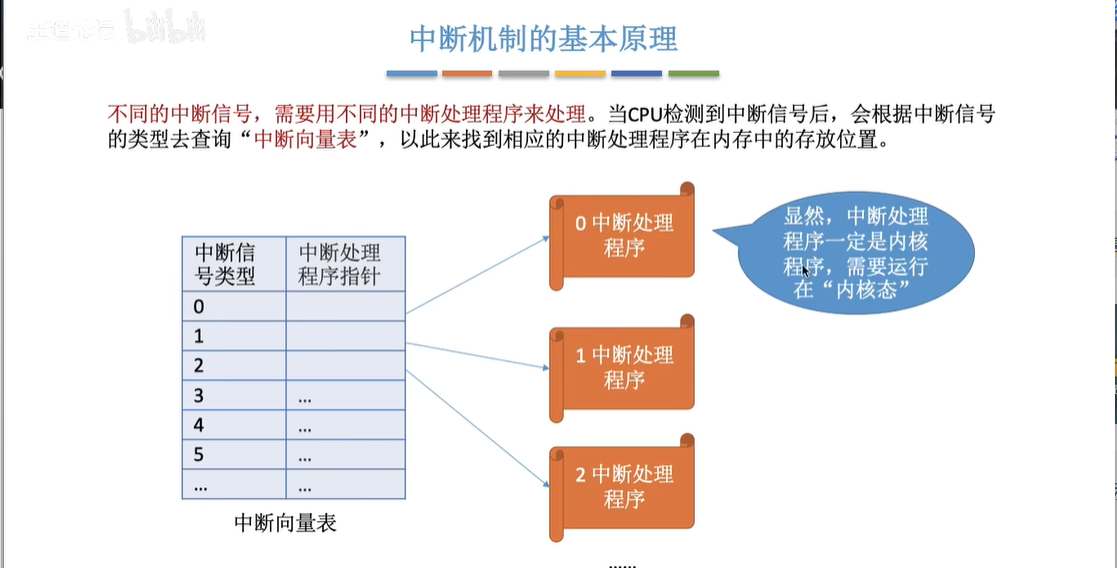 王道论坛 bilibili
中断机制的基本原理
不同的中断信号，需要用不同的中断处理程序来处理。当CPU检测到中断信号后，会根据中断信号
的类型去查询“中断向量表”，以此来找到相应的中断处理程序在内存中的存放位置。
显然，中断处理
程序一定是内核
程序，需要运行
在“内核态”
中断信
号类型
中断处理
程序指针
0
1
2
3 ...
4 ...
5 ...
... ...
中断向量表
0 中断处理
程序
1 中断处理
程序
2 中断处理
程序
......